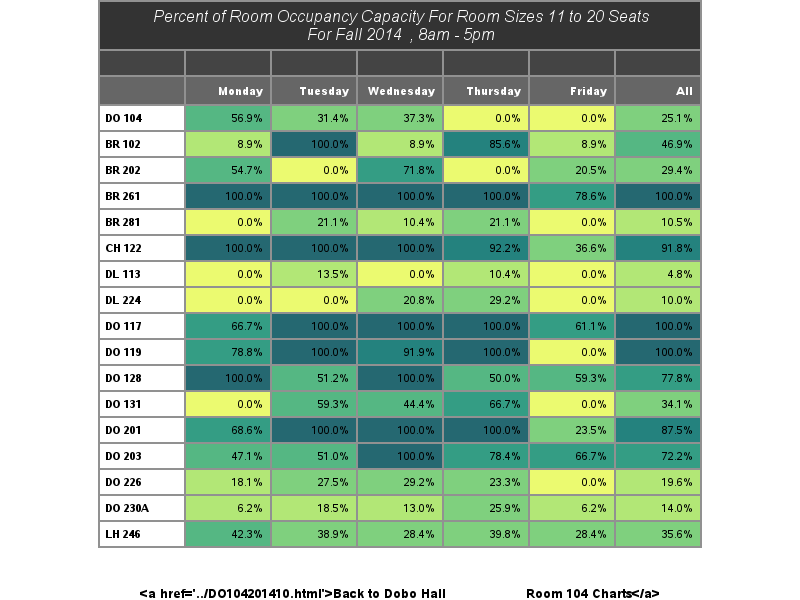 Percent of Room Occupancy Capacity For Room Sizes 11 to 20 Seats
For Fall 2014 , 8am - 5pm
Monday Tuesday Wednesday Thursday Friday All
DO 104 56.9% 31.4% 37.3% 0.0% 0.0% 25.1%
BR 102 8.9% 100.0% 8.9% 85.6% 8.9% 46.9%
BR 202 54.7% 0.0% 71.8% 0.0% 20.5% 29.4%
BR 261 100.0% 100.0% 100.0% 100.0% 78.6% 100.0%
BR 281 0.0% 21.1% 10.4% 21.1% 0.0% 10.5%
CH 122 100.0% 100.0% 100.0% 92.2% 36.6% 91.8%
DL 113 0.0% 13.5% 0.0% 10.4% 0.0% 4.8%
DL 224 0.0% 0.0% 20.8% 29.2% 0.0% 10.0%
DO 117 66.7% 100.0% 100.0% 100.0% 61.1% 100.0%
DO 119 78.8% 100.0% 91.9% 100.0% 0.0% 100.0%
DO 128 100.0% 51.2% 100.0% 50.0% 59.3% 77.8%
DO 131 0.0% 59.3% 44.4% 66.7% 0.0% 34.1%
DO 201 68.6% 100.0% 100.0% 100.0% 23.5% 87.5%
DO 203 47.1% 51.0% 100.0% 78.4% 66.7% 72.2%
DO 226 18.1% 27.5% 29.2% 23.3% 0.0% 19.6%
DO 230A 6.2% 18.5% 13.0% 25.9% 6.2% 14.0%
LH 246 42.3% 38.9% 28.4% 39.8% 28.4% 35.6%
<a href='../DO104201410.html'>Back to Dobo Hall Room 104 Charts</a>